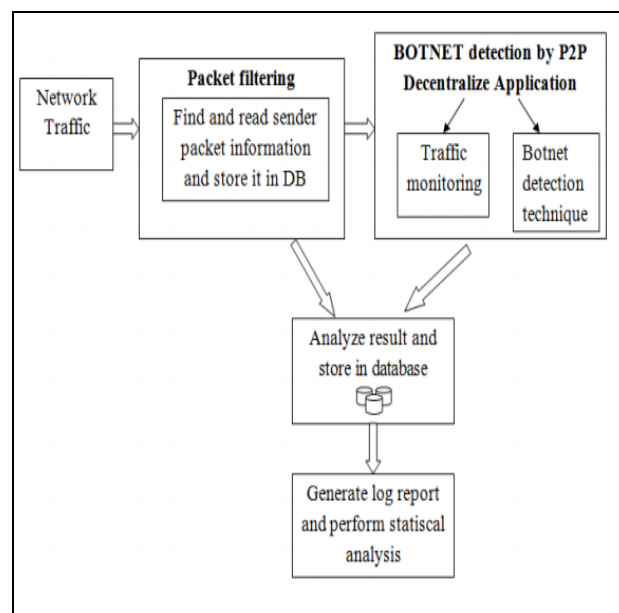 Network
Traffic
Packet filtering
Find and read sender
packet information
and store it in DB
BOTNET detection by P2P
Decentralize Application
Traffic
monitoring
Botnet
detection
technique
Analyze result and
store in database
Generate log report
and perform statiscal
analysis